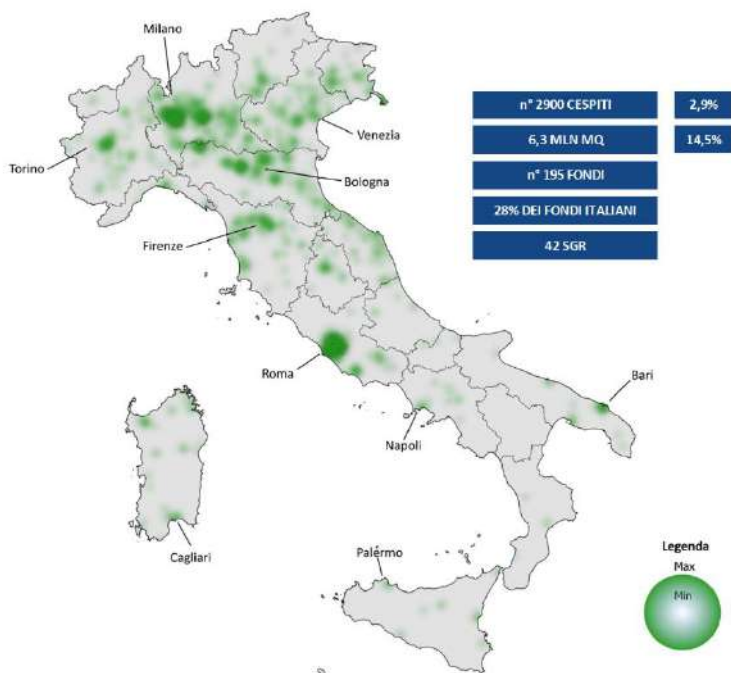 Milano
Venezia
Torino
Bologna
Firenze
Roma
Bari
Napoli
Cagliari
Palermo
n° 2900 CESPITI 2,9%
6,3 MLN MQ 14,5%
n° 195 FONDI
28% DEI FONDI ITALIANI
42 SGR
Legenda
Max
Min